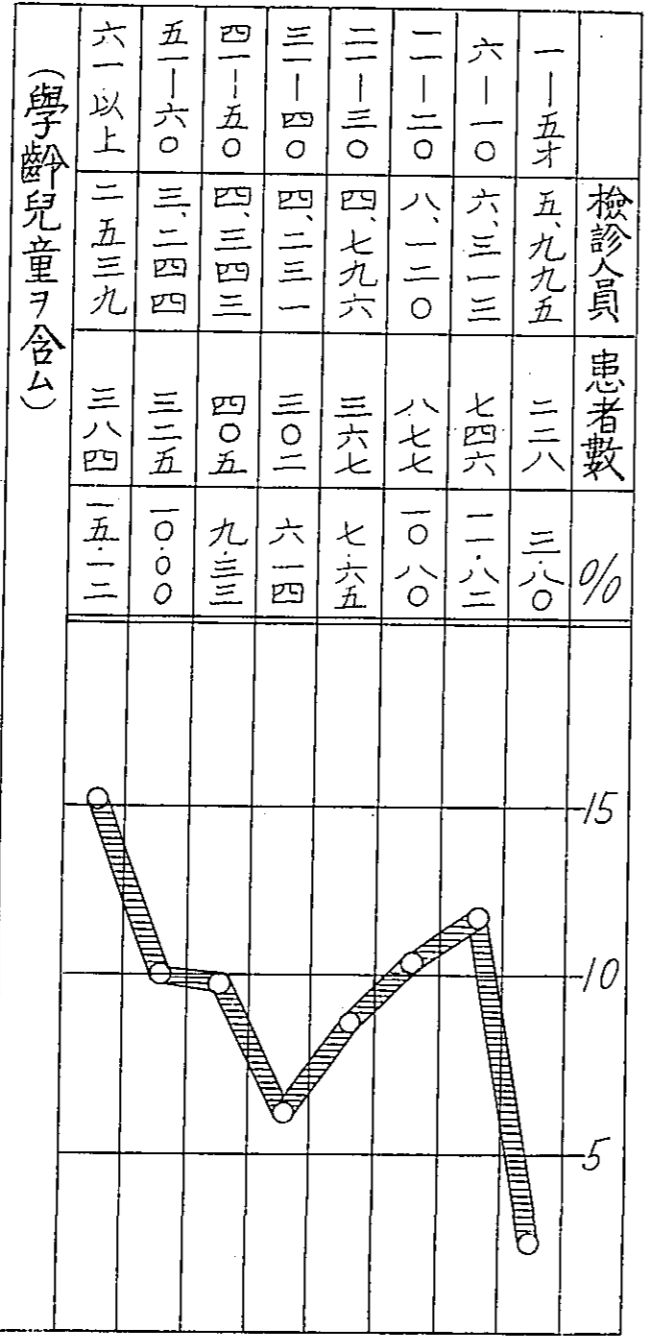 檢診人員 患者數 %
一—五才 五、九九五 二二八 三・八〇
六—一〇 六、三一三 七四六 一一・八二
一一—二〇 八、一二〇 八七七 一〇・八〇
二一—三〇 四、七九六 三六七 七・六五
三一—四〇 四、二三一 三〇二 六一四
四一—五〇 四、三四三 四〇五 九・三三
五一—六〇 三、二四四 三二五 一〇・〇〇
六一以上 二五三九 三八四 一五・一二
(學齡兒童ヲ含ム)
15
10
5